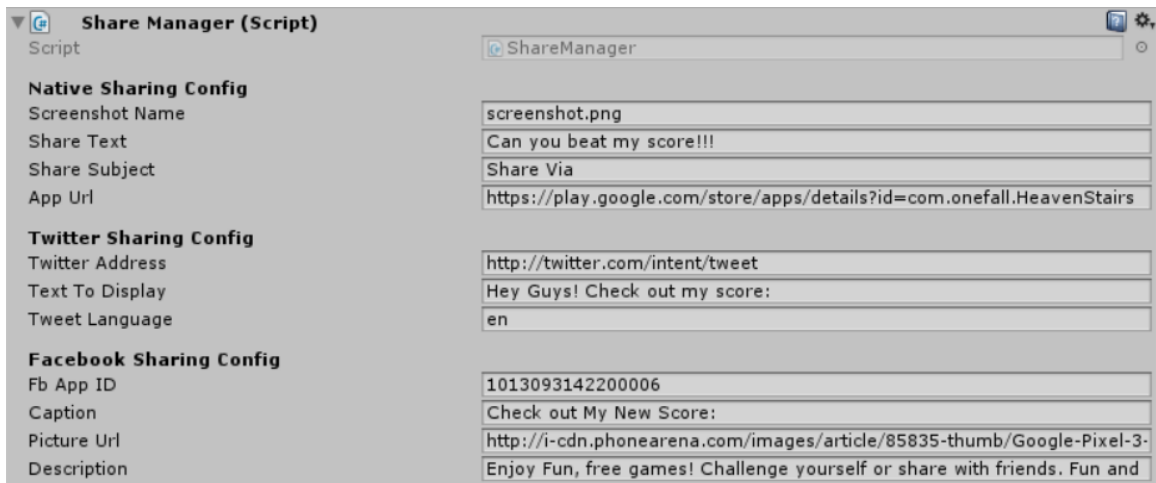 Share Manager (Script)
Script ShareManager
Native Sharing Config
Screenshot Name screenshot.png
Share Text Can you beat my score!!!
Share Subject Share Via
App Url https://play.google.com/store/apps/details?id=com.onefall.HeavenStairs
Twitter Sharing Config
Twitter Address http://twitter.com/intent/tweet
Text To Display Hey Guys! Check out my score:
Tweet Language en
Facebook Sharing Config
Fb App ID 1013093142200006
Caption Check out My New Score:
Picture Url http://i-cdn.phonearena.com/images/article/85835-thumb/Google-Pixel-3-
Description Enjoy Fun, free games! Challenge yourself or share with friends. Fun and